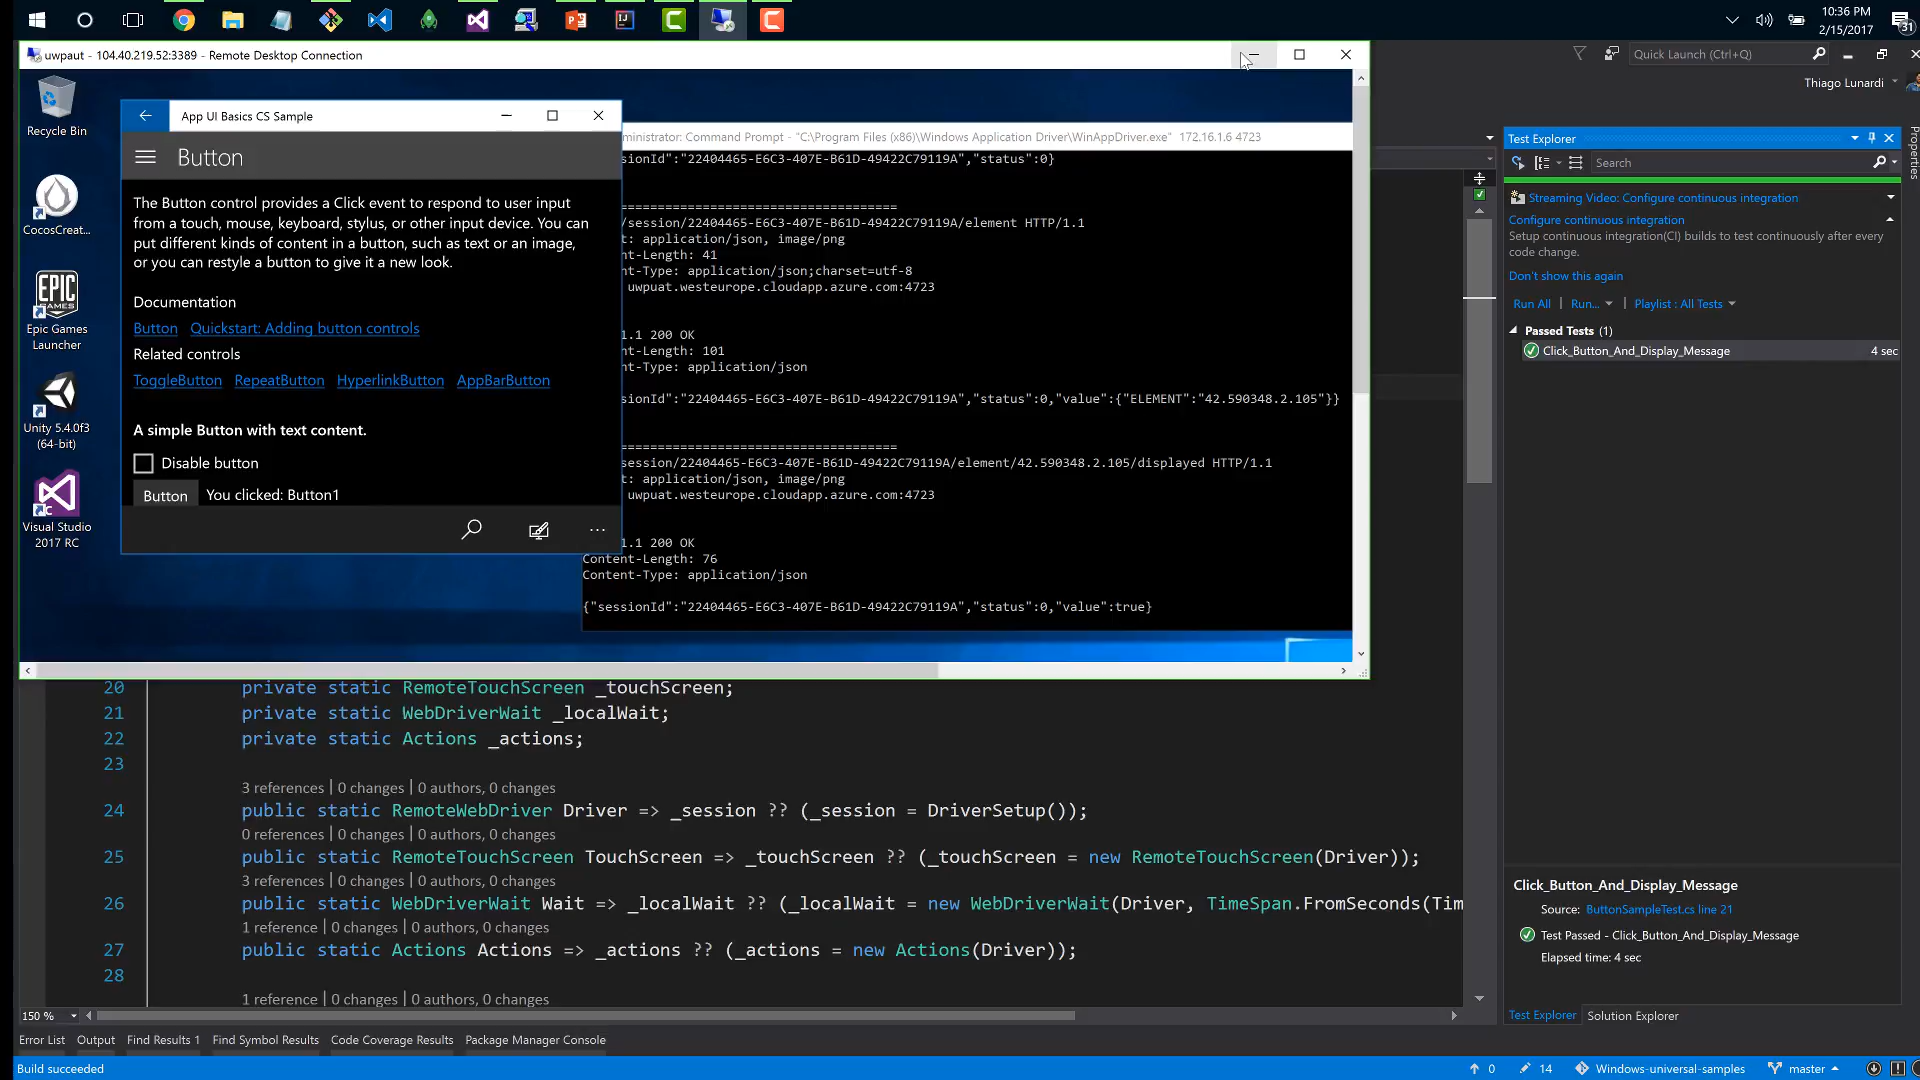 10:36 PM
2/15/2017
31
uwpaut - 104.40.219.52:3389 - Remote Desktop Connection
Quick Launch (Ctrl+Q)
Thiago Lunardi
Recycle Bin
CocosCreat...
Epic Games
Launcher
Unity 5.4.0f3
(64-bit)
Visual Studio
2017 RC
App UI Basics CS Sample
Button
The Button control provides a Click event to respond to user input
from a touch, mouse, keyboard, stylus, or other input device. You can
put different kinds of content in a button, such as text or an image,
or you can restyle a button to give it a new look.
Documentation
Button Quickstart: Adding button controls
Related controls
ToggleButton RepeatButton HyperlinkButton AppBarButton
A simple Button with text content.
Disable button
Button You clicked: Button1
ministrator: Command Prompt - "C:\Program Files (x86)\Windows Application Driver\WinAppDriver.exe" 172.16.1.6 4723
sionId":"22404465-E6C3-407E-B61D-49422C79119A","status":0}
=====================================
/session/22404465-E6C3-407E-B61D-49422C79119A/element HTTP/1.1
t: application/json, image/png
nt-Length: 41
nt-Type: application/json;charset=utf-8
uwpuat.westeurope.cloudapp.azure.com:4723
1.1 200 OK
nt-Length: 101
nt-Type: application/json
sionId":"22404465-E6C3-407E-B61D-49422C79119A","status":0,"value":{"ELEMENT":"42.590348.2.105"}}
=====================================
session/22404465-E6C3-407E-B61D-49422C79119A/element/42.590348.2.105/displayed HTTP/1.1
t: application/json, image/png
uwpuat.westeurope.cloudapp.azure.com:4723
1.1 200 OK
Content-Length: 76
Content-Type: application/json
{"sessionId":"22404465-E6C3-407E-B61D-49422C79119A","status":0,"value":true}
20 private static RemoteTouchScreen _touchScreen;
21 private static WebDriverWait _localWait;
22 private static Actions _actions;
23
3 references | 0 changes | 0 authors, 0 changes
24 public static RemoteWebDriver Driver => _session ?? (_session = DriverSetup());
0 references | 0 changes | 0 authors, 0 changes
25 public static RemoteTouchScreen TouchScreen => _touchScreen ?? (_touchScreen = new RemoteTouchScreen(Driver));
3 references | 0 changes | 0 authors, 0 changes
26 public static WebDriverWait Wait => _localWait ?? (_localWait = new WebDriverWait(Driver, TimeSpan.FromSeconds(Tim
1 reference | 0 changes | 0 authors, 0 changes
27 public static Actions Actions => _actions ?? (_actions = new Actions(Driver));
28
1 reference | 0 changes | 0 authors, 0 changes
150 %
Error List Output Find Results 1 Find Symbol Results Code Coverage Results Package Manager Console
Build succeeded
Test Explorer
Properties
Search
Streaming Video: Configure continuous integration
Configure continuous integration
Setup continuous integration(CI) builds to test continuously after every
code change.
Don't show this again
Run All | Run... | Playlist : All Tests
Passed Tests (1)
Click_Button_And_Display_Message 4 sec
Click_Button_And_Display_Message
Source: ButtonSampleTest.cs line 21
Test Passed - Click_Button_And_Display_Message
Elapsed time: 4 sec
Test Explorer Solution Explorer
0 14 Windows-universal-samples master